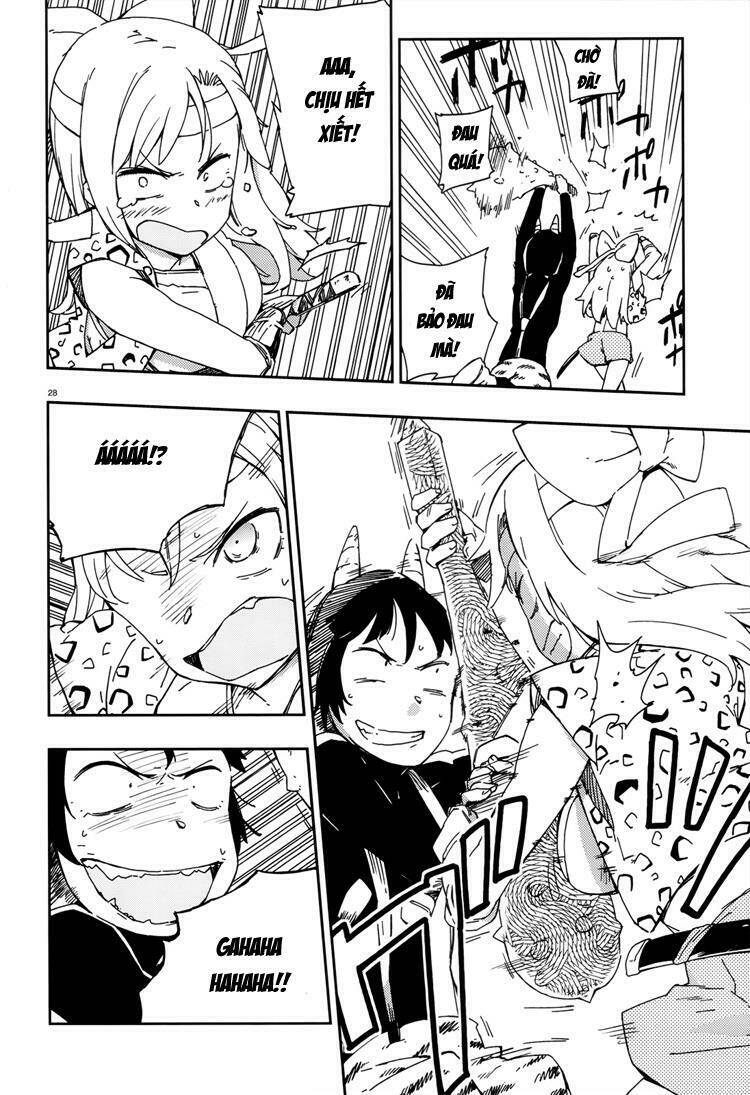 CHỜ
ĐÃ!
ĐAU
QUÁ!
ĐÃ
BẢO ĐAU
MÀ!
AAA,
CHỊU HẾT
XIẾT!
28
ÁÁÁÁÁ!?
GAHAHA
HAHAHA!!